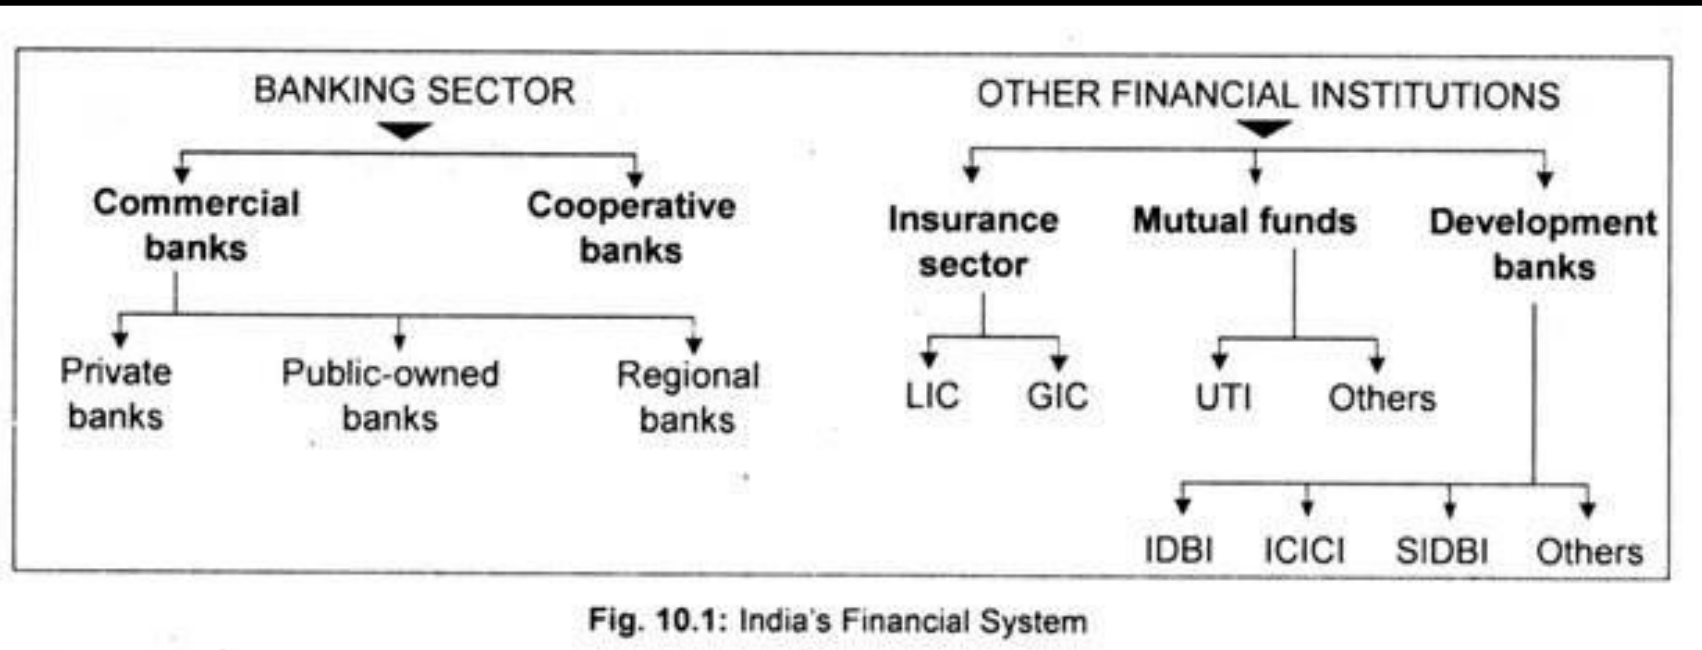 BANKING SECTOR
OTHER FINANCIAL INSTITUTIONS
Commercial
banks
Cooperative
banks
Insurance
sector
Mutual funds
Development
banks
Private
banks
Public-owned
banks
Regional
banks
LIC
GIC
UTI
Others
IDBI
ICICI
SIDBI
Others
Fig. 10.1: India's Financial System